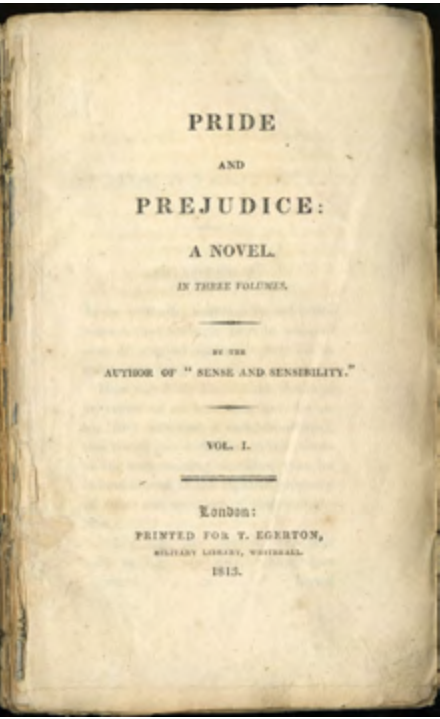 PRIDE
AND
PREJUDICE:
A NOVEL.
IN THREE VOLUMES.
BY THE
AUTHOR OF " SENSE AND SENSIBILITY."
VOL. I.
London:
PRINTED FOR T. EGERTON,
MILITARY LIBRARY, WHITEHALL.
1813.